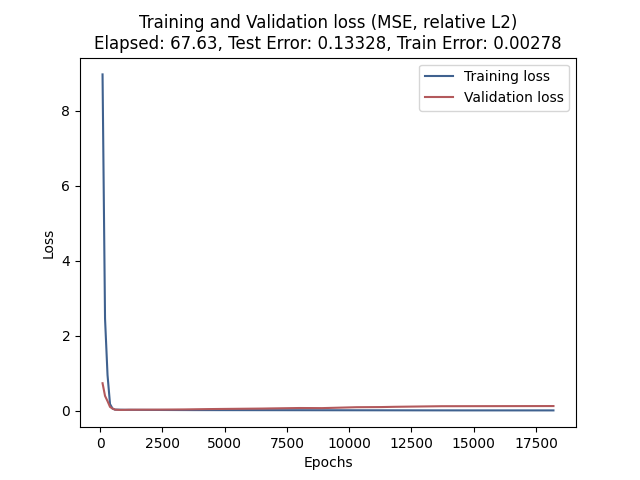 Training and Validation loss (MSE, relative L2)
Elapsed: 67.63, Test Error: 0.13328, Train Error: 0.00278
Training loss
Validation loss
8
6
4
2
0
Loss
0 2500 5000 7500 10000 12500 15000 17500
Epochs